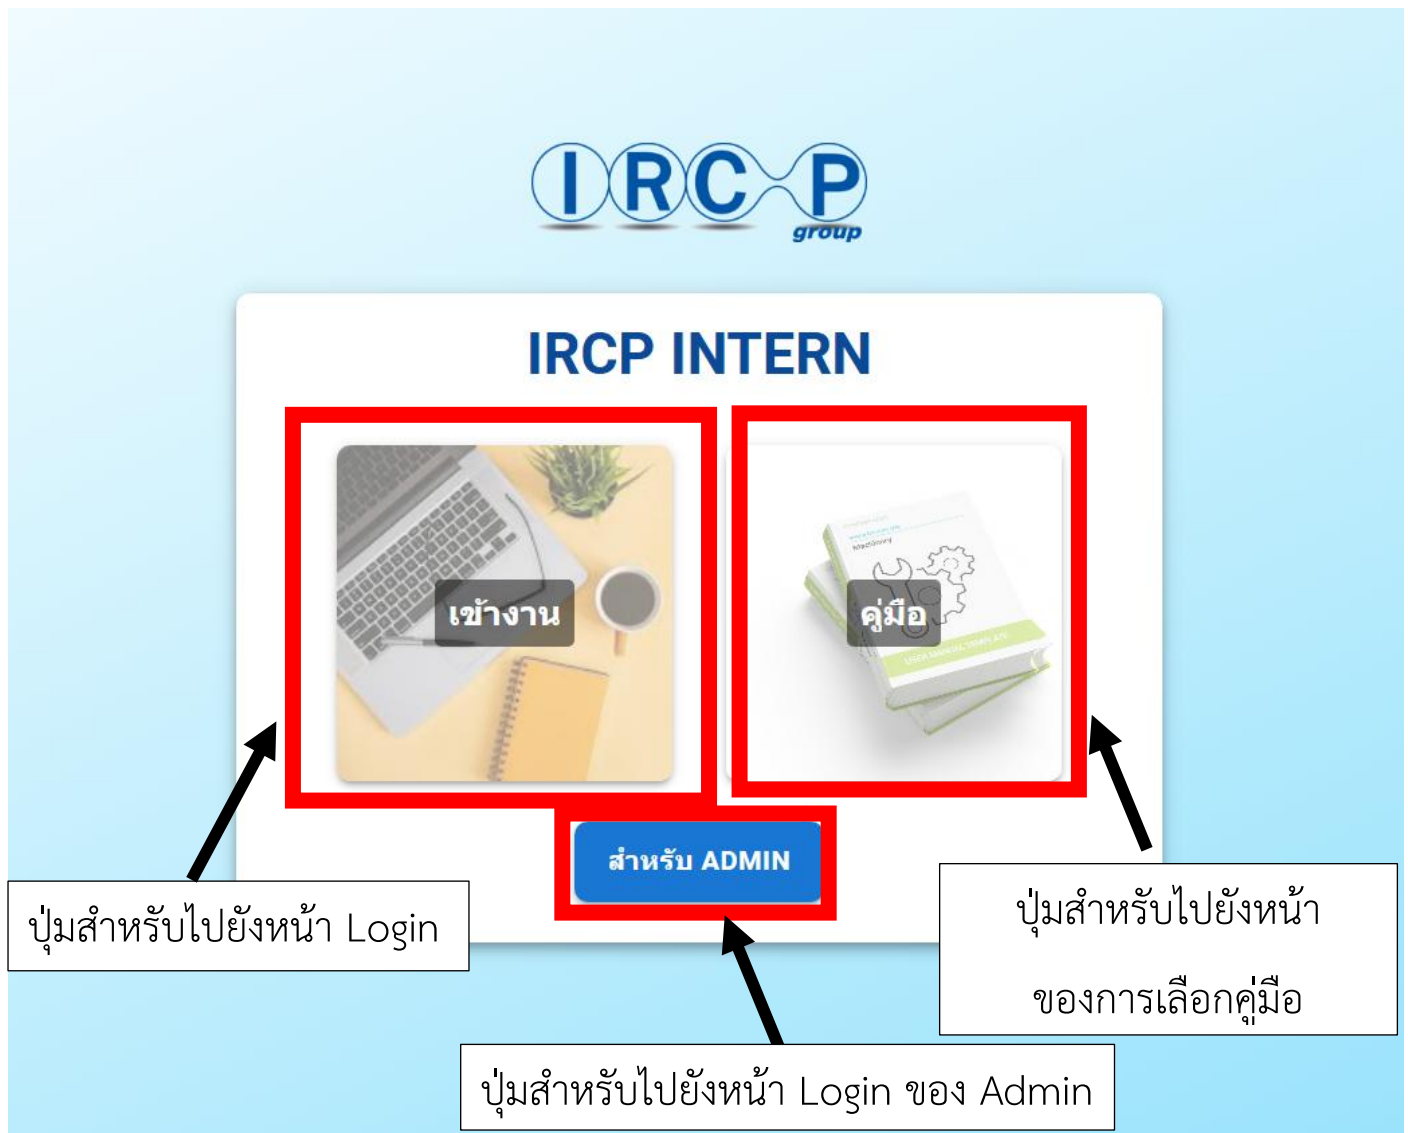 IRCP
group
IRCP INTERN
เข้างาน
Machinery
คู่มือ
USER MANUAL TEMPLATE
สำหรับ ADMIN
ปุ่มสำหรับไปยังหน้า Login
ปุ่มสำหรับไปยังหน้า
ของการเลือกคู่มือ
ปุ่มสำหรับไปยังหน้า Login ของ Admin